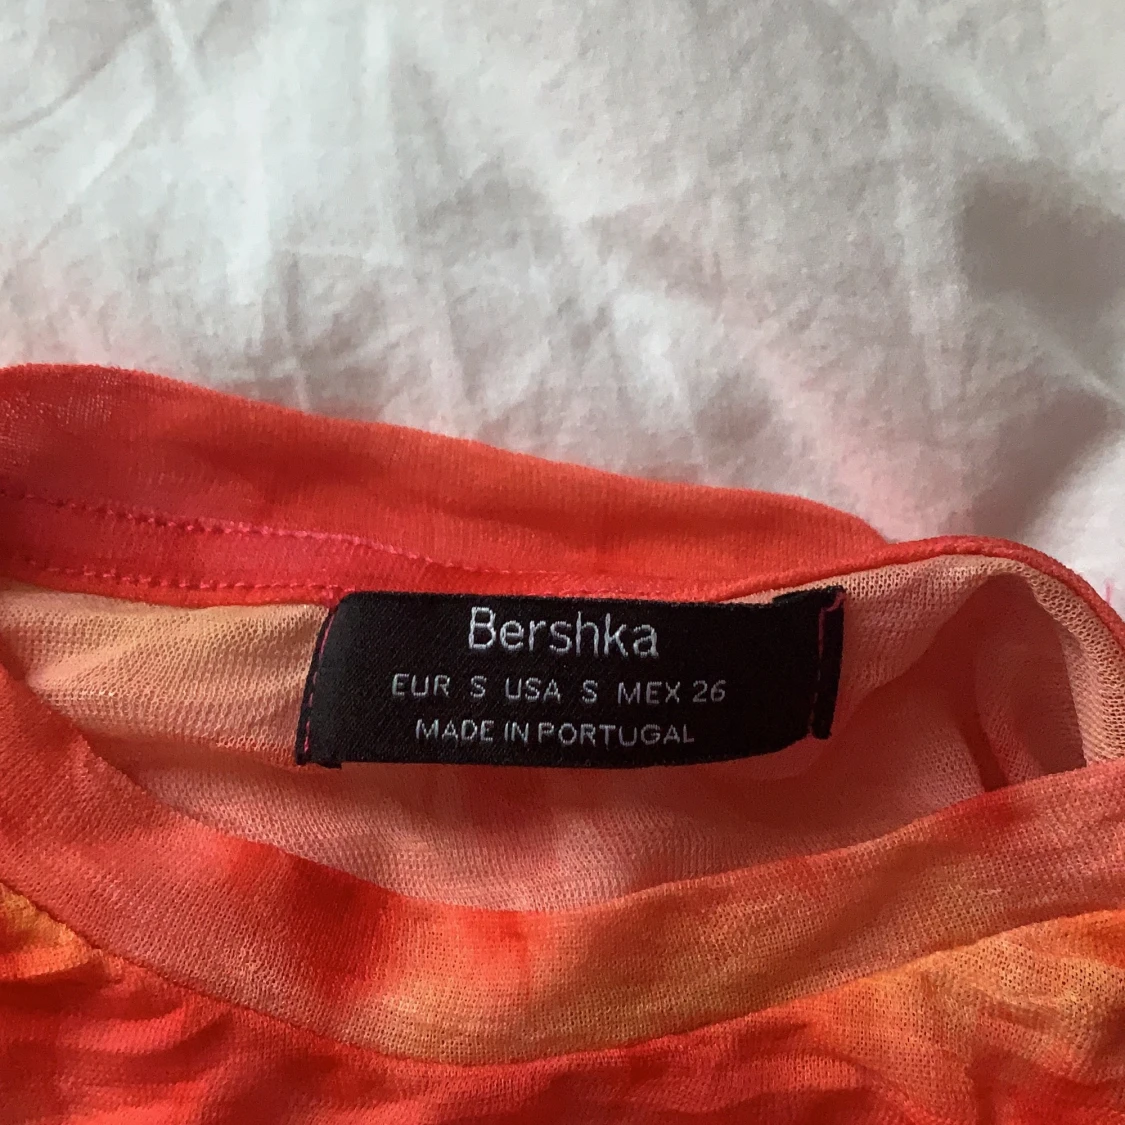 Bershka
EUR S USA S MEX 26
MADE IN PORTUGAL